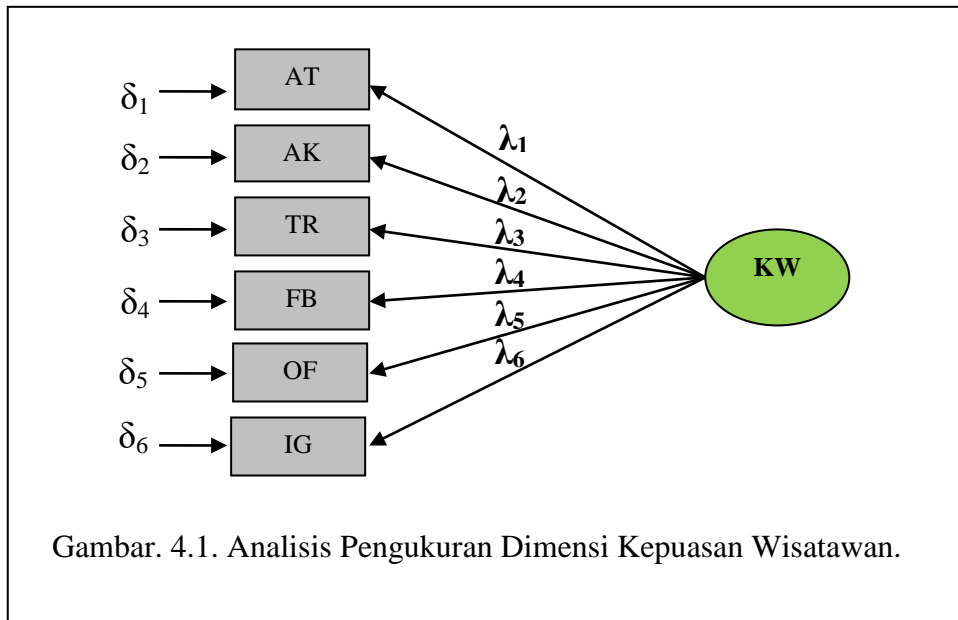 δ1
AT
λ1
δ2
AK
λ2
δ3
TR
λ3
KW
δ4
FB
λ4
δ5
OF
λ5
δ6
IG
λ6
Gambar. 4.1. Analisis Pengukuran Dimensi Kepuasan Wisatawan.